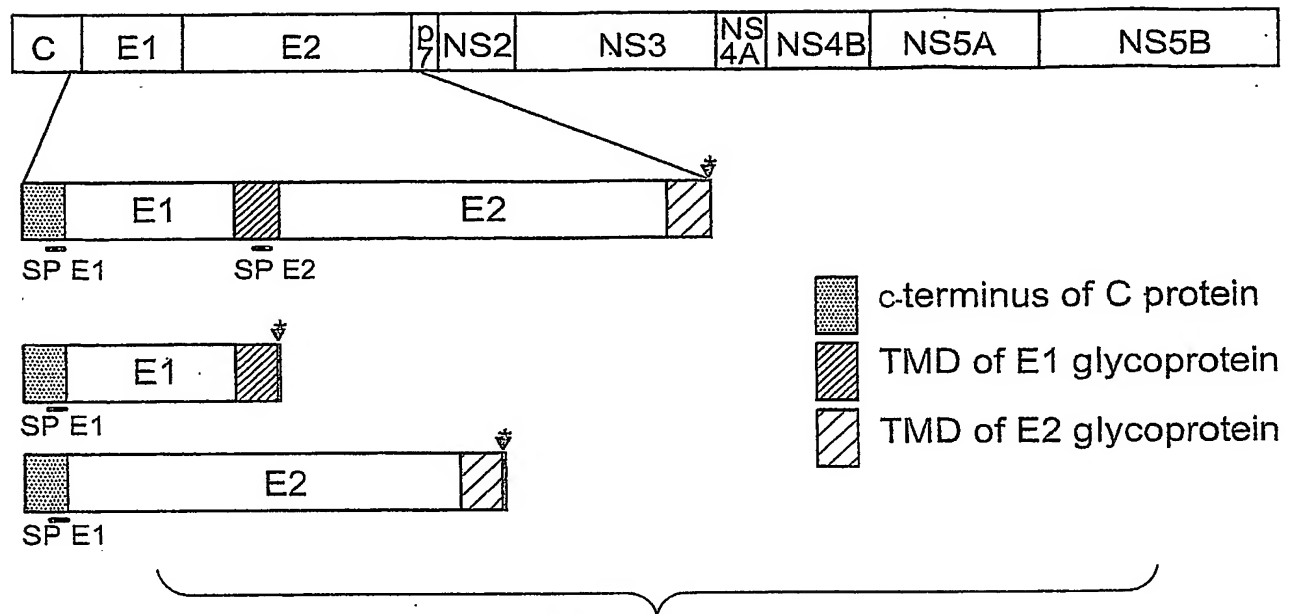 C E1 E2 p7 NS2 NS3 NS4A NS4B NS5A NS5B
*
E1 E2
SP E1 SP E2
c-terminus of C protein
*
E1
TMD of E1 glycoprotein
SP E1
TMD of E2 glycoprotein
*
E2
SP E1